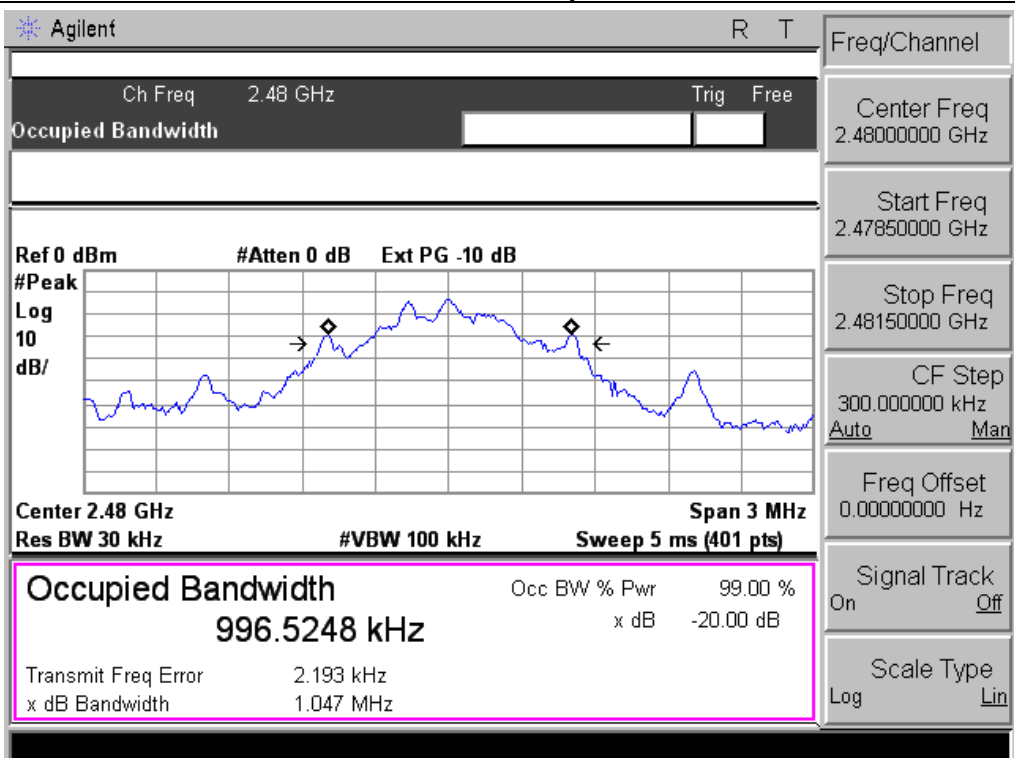 Agilent R T
Ch Freq 2.48 GHz Trig Free
Occupied Bandwidth
Ref 0 dBm #Atten 0 dB Ext PG -10 dB
#Peak
Log
10
dB/
Center 2.48 GHz Span 3 MHz
Res BW 30 kHz #VBW 100 kHz Sweep 5 ms (401 pts)
Occupied Bandwidth
996.5248 kHz
Occ BW % Pwr 99.00 %
x dB -20.00 dB
Transmit Freq Error 2.193 kHz
x dB Bandwidth 1.047 MHz
Freq/Channel
Center Freq
2.48000000 GHz
Start Freq
2.47850000 GHz
Stop Freq
2.48150000 GHz
CF Step
300.000000 kHz
Auto Man
Freq Offset
0.00000000 Hz
Signal Track
On Off
Scale Type
Log Lin